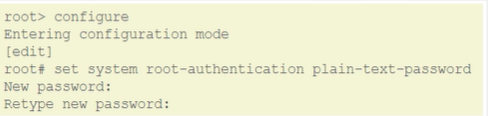 root> configure
Entering configuration mode
[edit]
root# set system root-authentication plain-text-password
New password:
Retype new password: